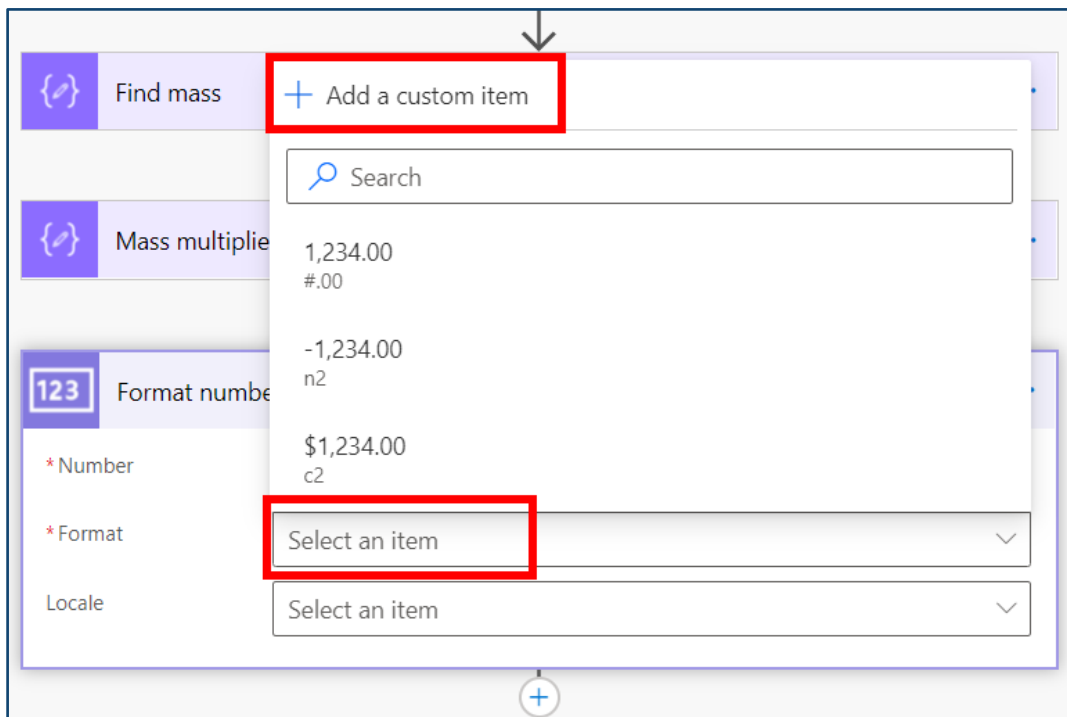 Find mass
+ Add a custom item
Search
Mass multiplie
1,234.00
#.00
-1,234.00
n2
123
Format numbe
$1,234.00
c2
* Number
* Format
Select an item
Locale
Select an item